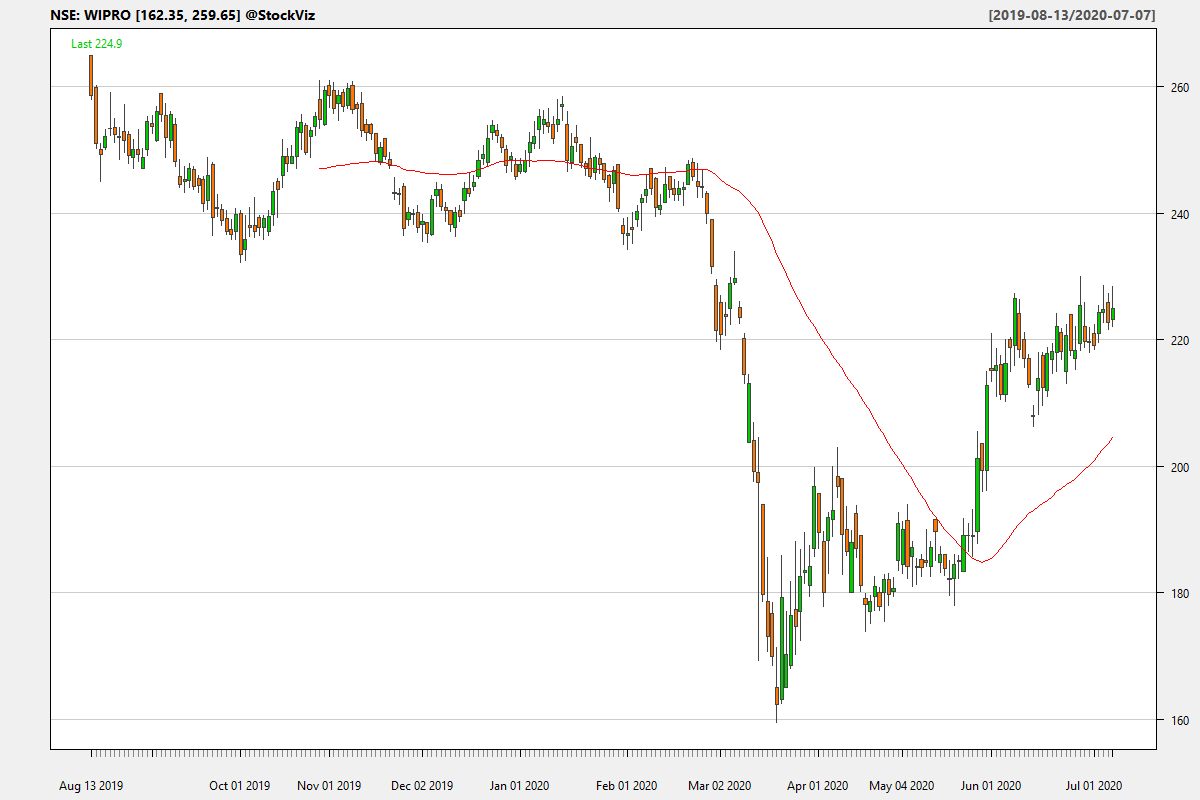 NSE: WIPRO [162.35, 259.65] @StockViz [2019-08-13/2020-07-07]
Last 224.9
260
240
220
200
180
160
Aug 13 2019 Oct 01 2019 Nov 01 2019 Dec 02 2019 Jan 01 2020 Feb 01 2020 Mar 02 2020 Apr 01 2020 May 04 2020 Jun 01 2020 Jul 01 2020